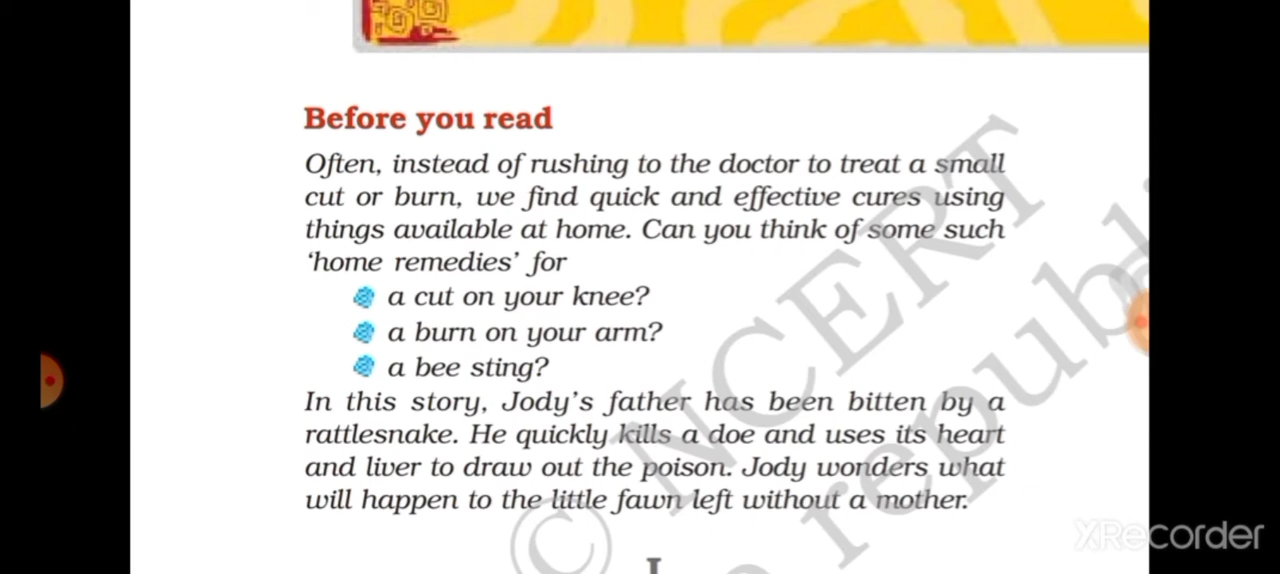 Before you read
Often, instead of rushing to the doctor to treat a small
cut or burn, we find quick and effective cures using
things available at home. Can you think of some such
‘home remedies’ for
a cut on your knee?
a burn on your arm?
a bee sting?
In this story, Jody’s father has been bitten by a
rattlesnake. He quickly kills a doe and uses its heart
and liver to draw out the poison. Jody wonders what
will happen to the little fawn left without a mother.
© NCERT
republi
XRecorder
I